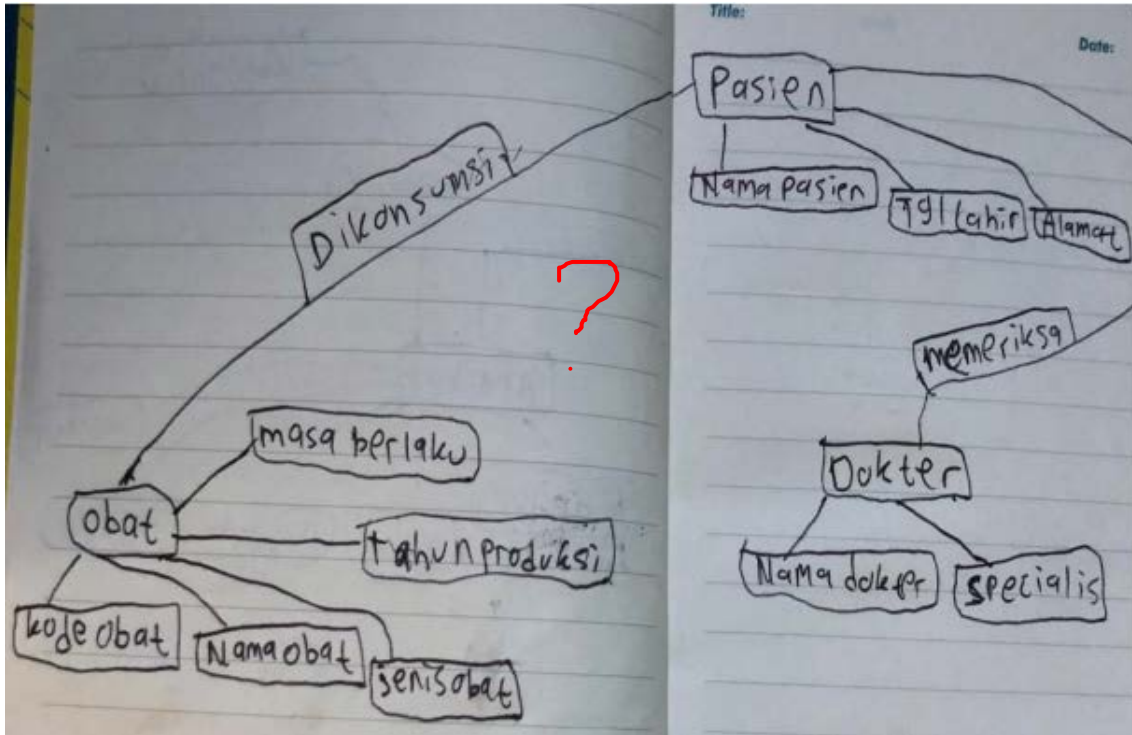 Title:
Date:
Pasien
Nama pasien
Tgl Lahir
Alamat
Dikonsumsi
?
memeriksa
Dokter
Nama dokter
Specialis
masa berlaku
obat
tahun produksi
kode obat
Nama obat
jenis obat